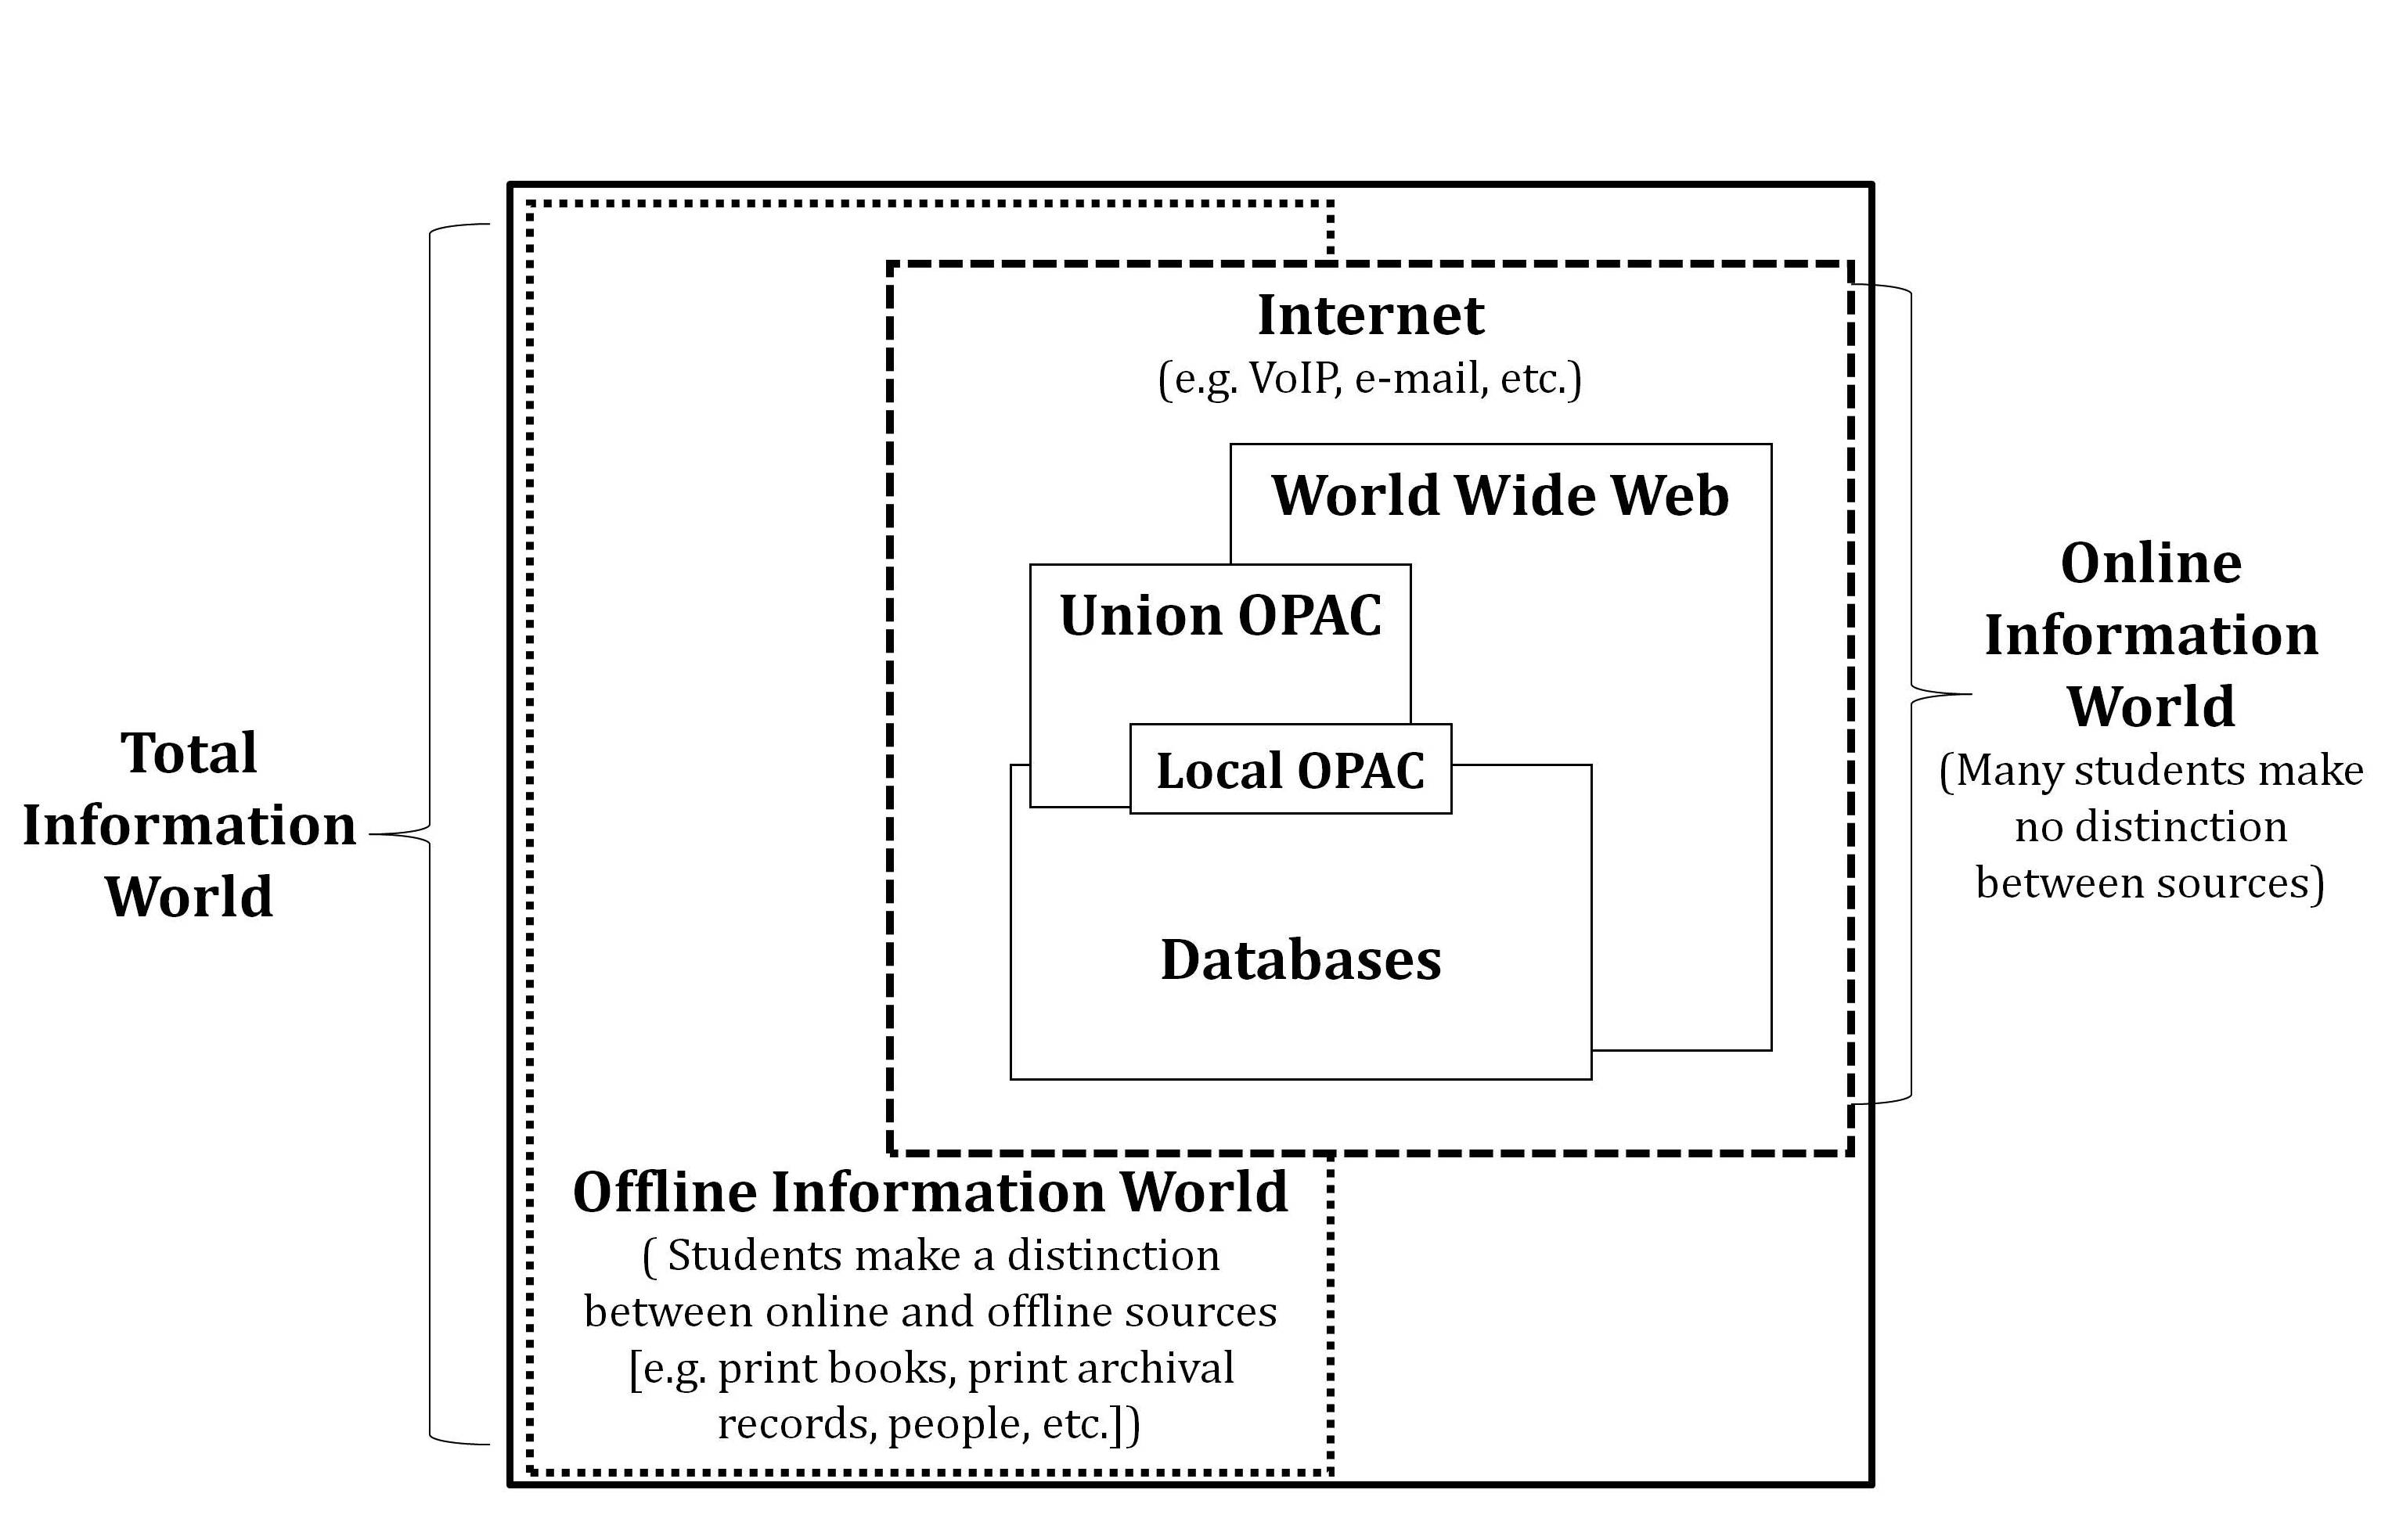 Internet
(e.g. VoIP, e-mail, etc.)
World Wide Web
Union OPAC
Local OPAC
Databases
Total
Information
World
Online
Information
World
(Many students make
no distinction
between sources)
Offline Information World
( Students make a distinction
between online and offline sources
[e.g. print books, print archival
records, people, etc.])